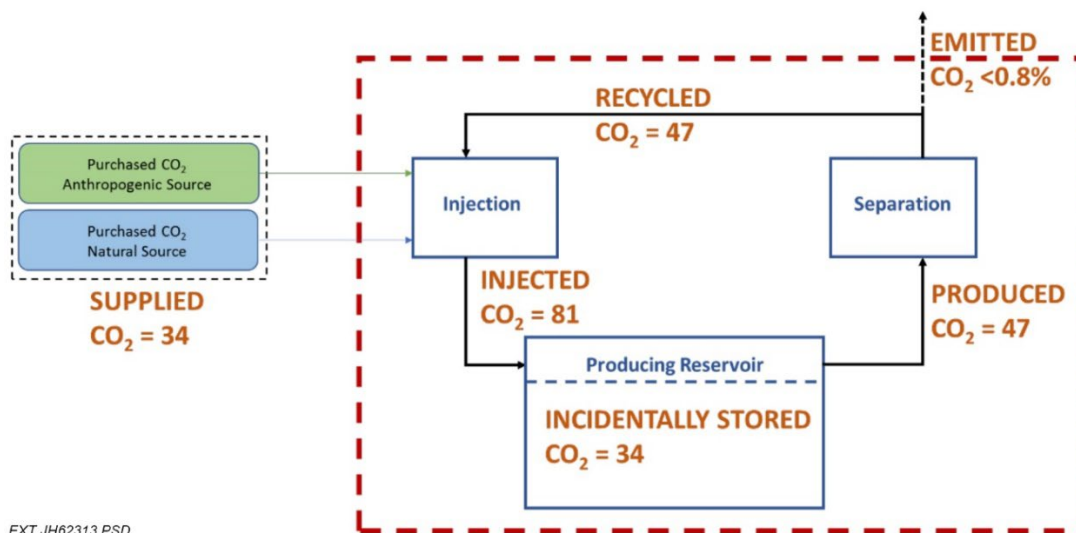 EMITTED
CO₂ <0.8%
RECYCLED
CO₂ = 47
Purchased CO₂
Anthropogenic Source
Purchased CO₂
Natural Source
SUPPLIED
CO₂ = 34
Injection
Separation
INJECTED
CO₂ = 81
PRODUCED
CO₂ = 47
Producing Reservoir
INCIDENTALLY STORED
CO₂ = 34
EXT JH62313.PSD